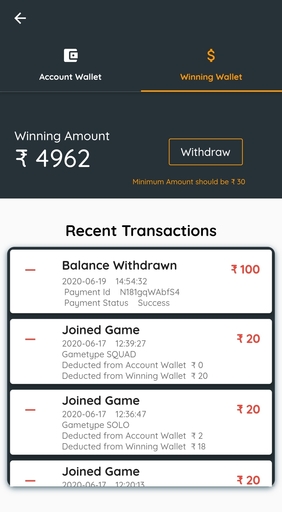 Account Wallet
Winning Wallet
Winning Amount
₹ 4962
Withdraw
Minimum Amount should be ₹ 30
Recent Transactions
Balance Withdrawn
₹ 100
2020-06-19 14:54:32
Payment Id N181gqWAbfS4
Payment Status Success
Joined Game
₹ 20
2020-06-17 12:39:27
Gametype SQUAD
Deducted from Account Wallet ₹ 0
Deducted from Winning Wallet ₹ 20
Joined Game
₹ 20
2020-06-17 12:36:47
Gametype SOLO
Deducted from Account Wallet ₹ 2
Deducted from Winning Wallet ₹ 18
Joined Game
₹ 20
2020-06-17 12:20:13